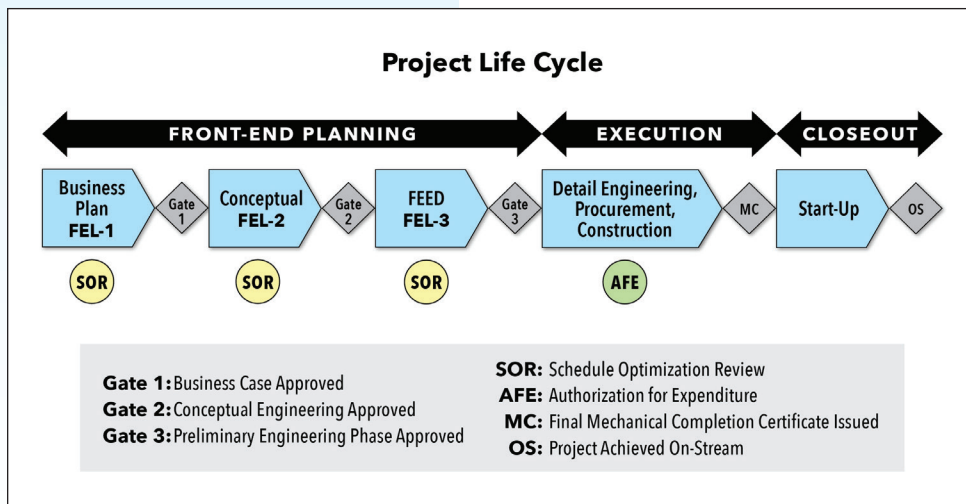 Project Life Cycle
FRONT-END PLANNING
EXECUTION
CLOSEOUT
Business
Plan
FEL-1
Gate
1
Conceptual
FEL-2
Gate
2
FEED
FEL-3
Gate
3
Detail Engineering,
Procurement,
Construction
MC
Start-Up
OS
SOR
SOR
SOR
AFE
Gate 1: Business Case Approved
Gate 2: Conceptual Engineering Approved
Gate 3: Preliminary Engineering Phase Approved
SOR: Schedule Optimization Review
AFE: Authorization for Expenditure
MC: Final Mechanical Completion Certificate Issued
OS: Project Achieved On-Stream